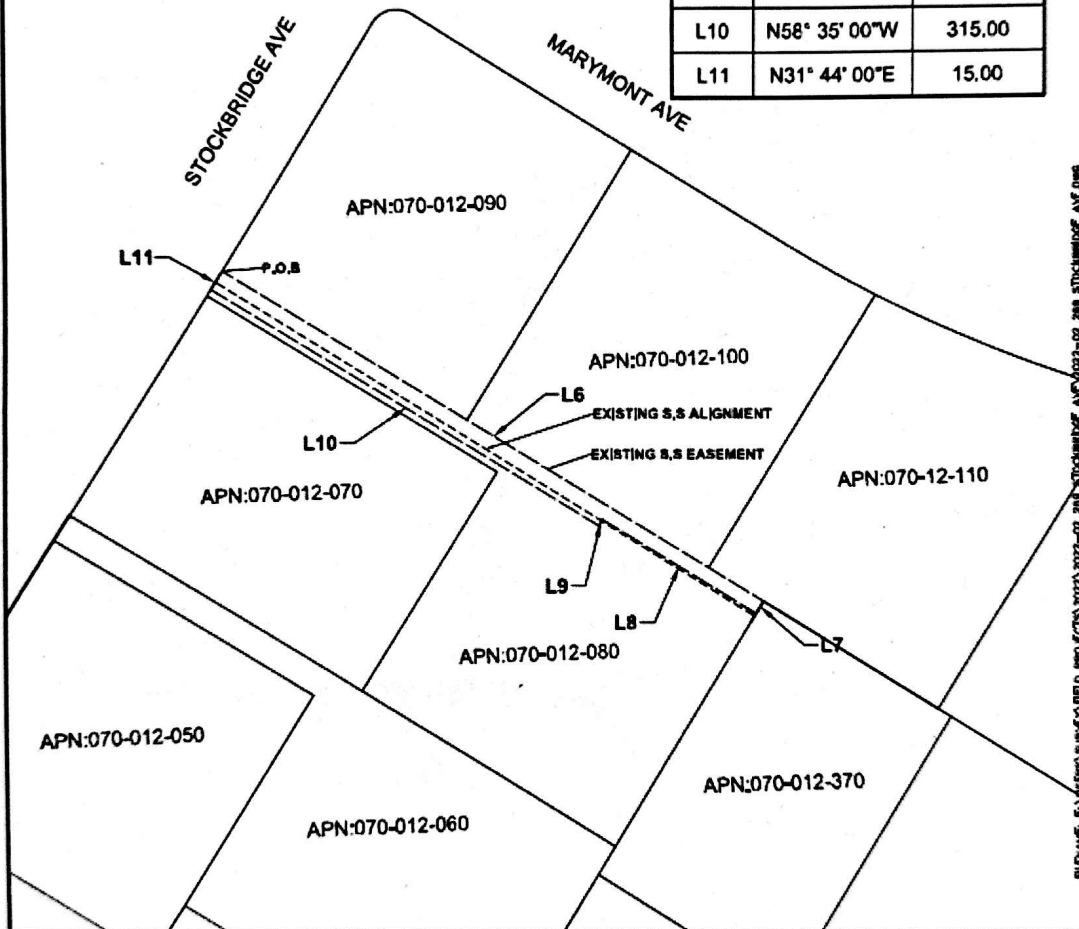 L10 N58° 35' 00"W 315.00
L11 N31° 44' 00"E 15.00
STOCKBRIDGE AVE
MARYMONT AVE
APN:070-012-090
L11
P.O.B
APN:070-012-100
L6
EXISTING S.S ALIGNMENT
L10
EXISTING S.S EASEMENT
APN:070-12-110
APN:070-012-070
L9
L8
L7
APN:070-012-080
APN:070-012-050
APN:070-012-370
APN:070-012-060